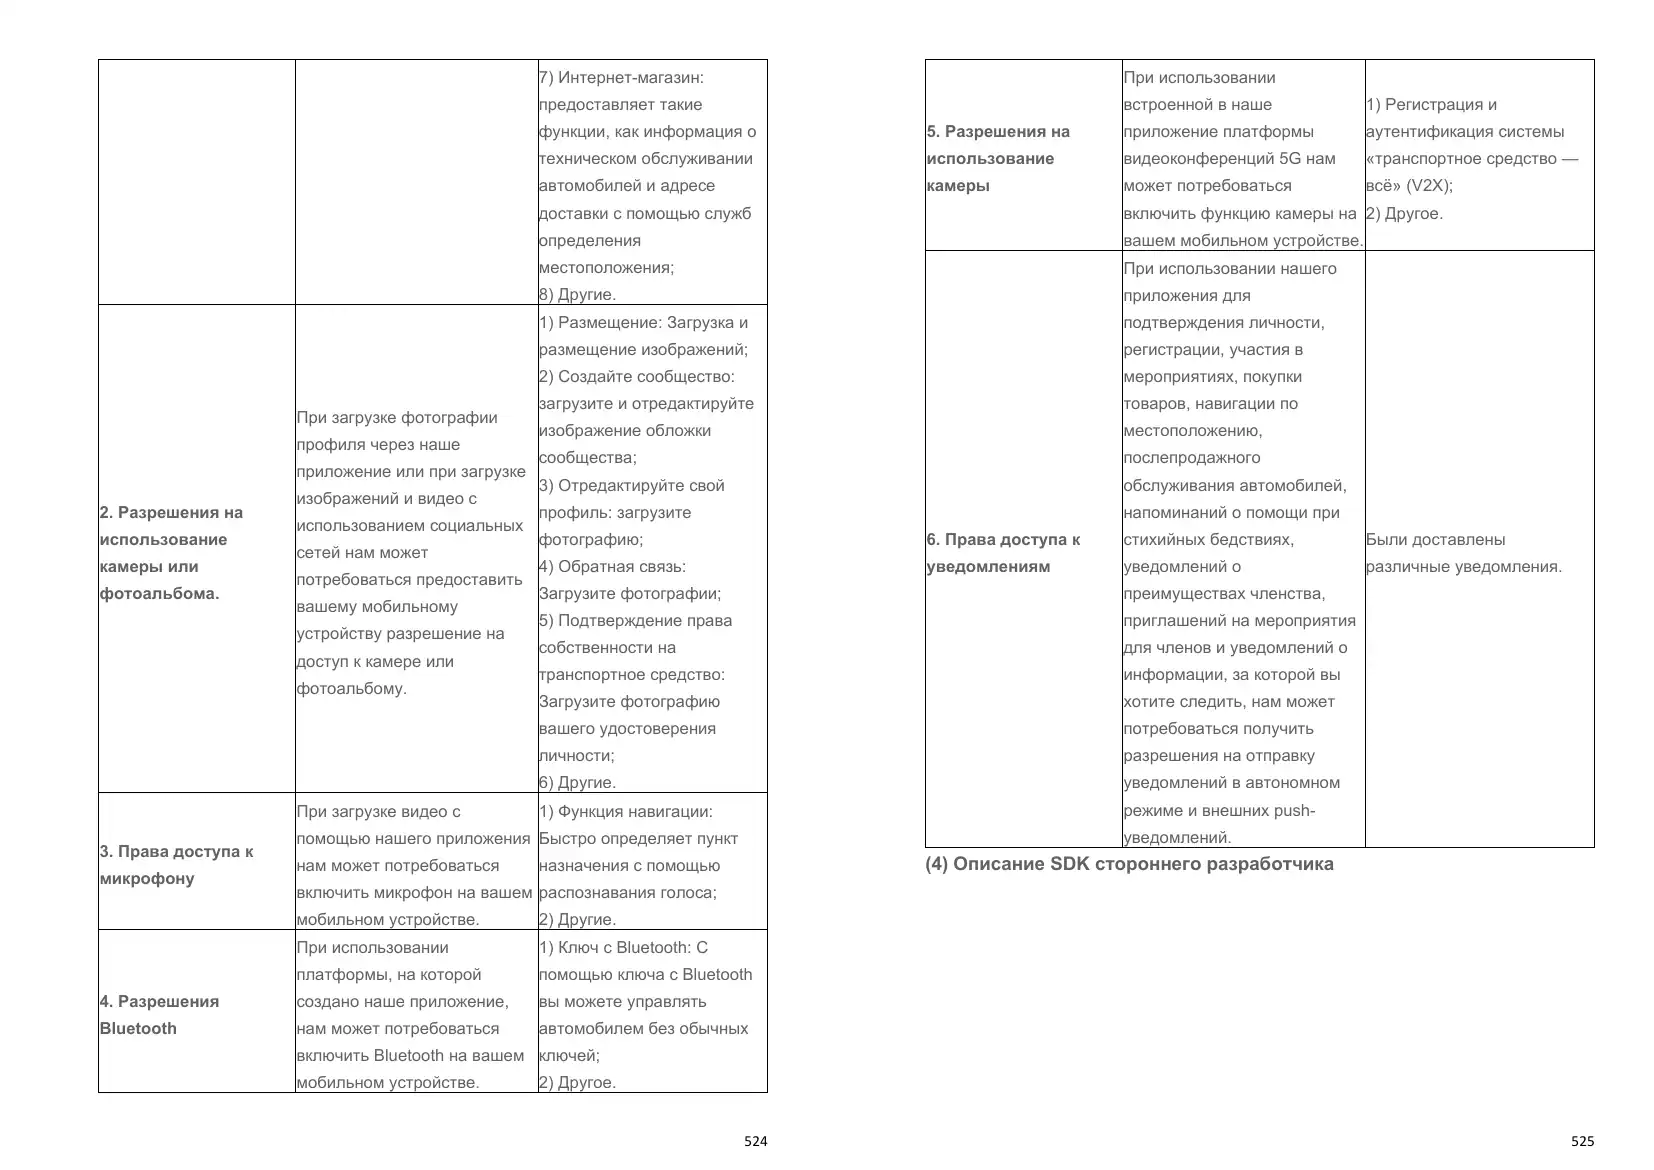 7) Интернет-магазин:
предоставляет такие
функции, как информация о
техническом обслуживании
автомобилей и адресе
доставки с помощью служб
определения
местоположения;
8) Другие.
2. Разрешения на
использование
камеры или
фотоальбома.
При загрузке фотографии
профиля через наше
приложение или при загрузке
изображений и видео с
использованием социальных
сетей нам может
потребоваться предоставить
вашему мобильному
устройству разрешение на
доступ к камере или
фотоальбому.
1) Размещение: Загрузка и
размещение изображений;
2) Создайте сообщество:
загрузите и отредактируйте
изображение обложки
сообщества;
3) Отредактируйте свой
профиль: загрузите
фотографию;
4) Обратная связь:
Загрузите фотографии;
5) Подтверждение права
собственности на
транспортное средство:
Загрузите фотографию
вашего удостоверения
личности;
6) Другие.
3. Права доступа к
микрофону
При загрузке видео с
помощью нашего приложения
нам может потребоваться
включить микрофон на вашем
мобильном устройстве.
1) Функция навигации:
Быстро определяет пункт
назначения с помощью
распознавания голоса;
2) Другие.
4. Разрешения
Bluetooth
При использовании
платформы, на которой
создано наше приложение,
нам может потребоваться
включить Bluetooth на вашем
мобильном устройстве.
1) Ключ с Bluetooth: С
помощью ключа с Bluetooth
вы можете управлять
автомобилем без обычных
ключей;
2) Другое.
524
5. Разрешения на
использование
камеры
При использовании
встроенной в наше
приложение платформы
видеоконференций 5G нам
может потребоваться
включить функцию камеры на
вашем мобильном устройстве.
1) Регистрация и
аутентификация системы
«транспортное средство —
всё» (V2X);
2) Другое.
6. Права доступа к
уведомлениям
При использовании нашего
приложения для
подтверждения личности,
регистрации, участия в
мероприятиях, покупки
товаров, навигации по
местоположению,
послепродажного
обслуживания автомобилей,
напоминаний о помощи при
стихийных бедствиях,
уведомлений о
преимуществах членства,
приглашений на мероприятия
для членов и уведомлений о
информации, за которой вы
хотите следить, нам может
потребоваться получить
разрешения на отправку
уведомлений в автономном
режиме и внешних push-
уведомлений.
Были доставлены
различные уведомления.
(4) Описание SDK стороннего разработчика
525